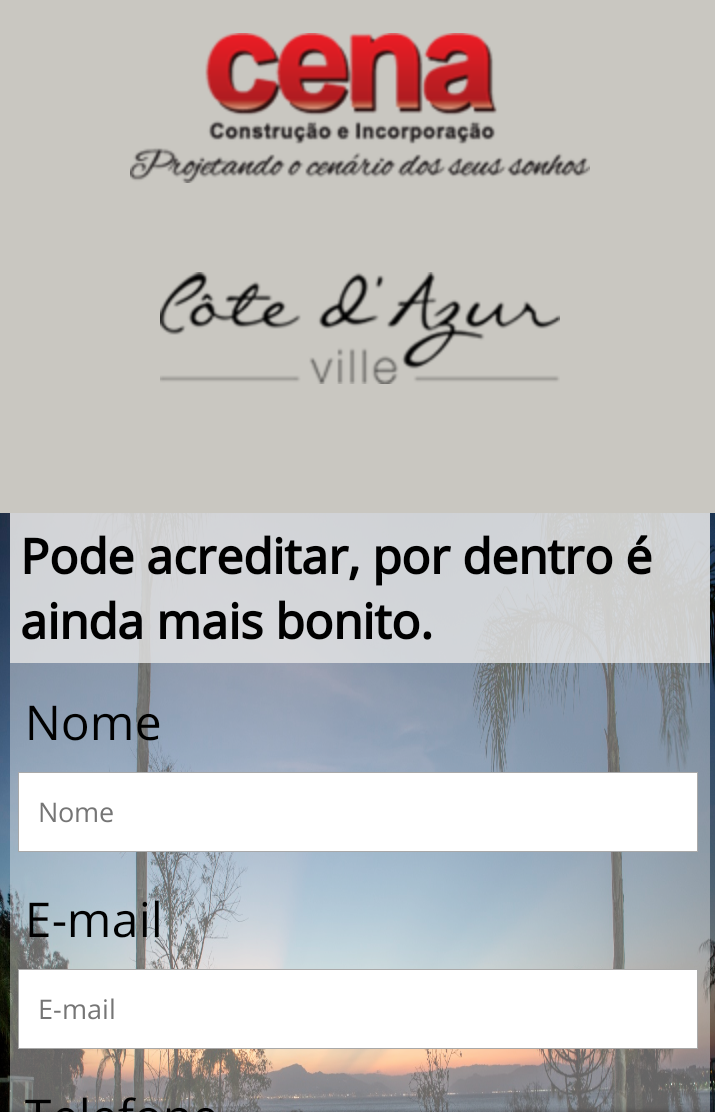 cena
Construção e Incorporação
Projetando o cenário dos seus sonhos
Côte d'Azur
ville
Pode acreditar, por dentro é
ainda mais bonito.
Nome
Nome
E-mail
E-mail
Telefone